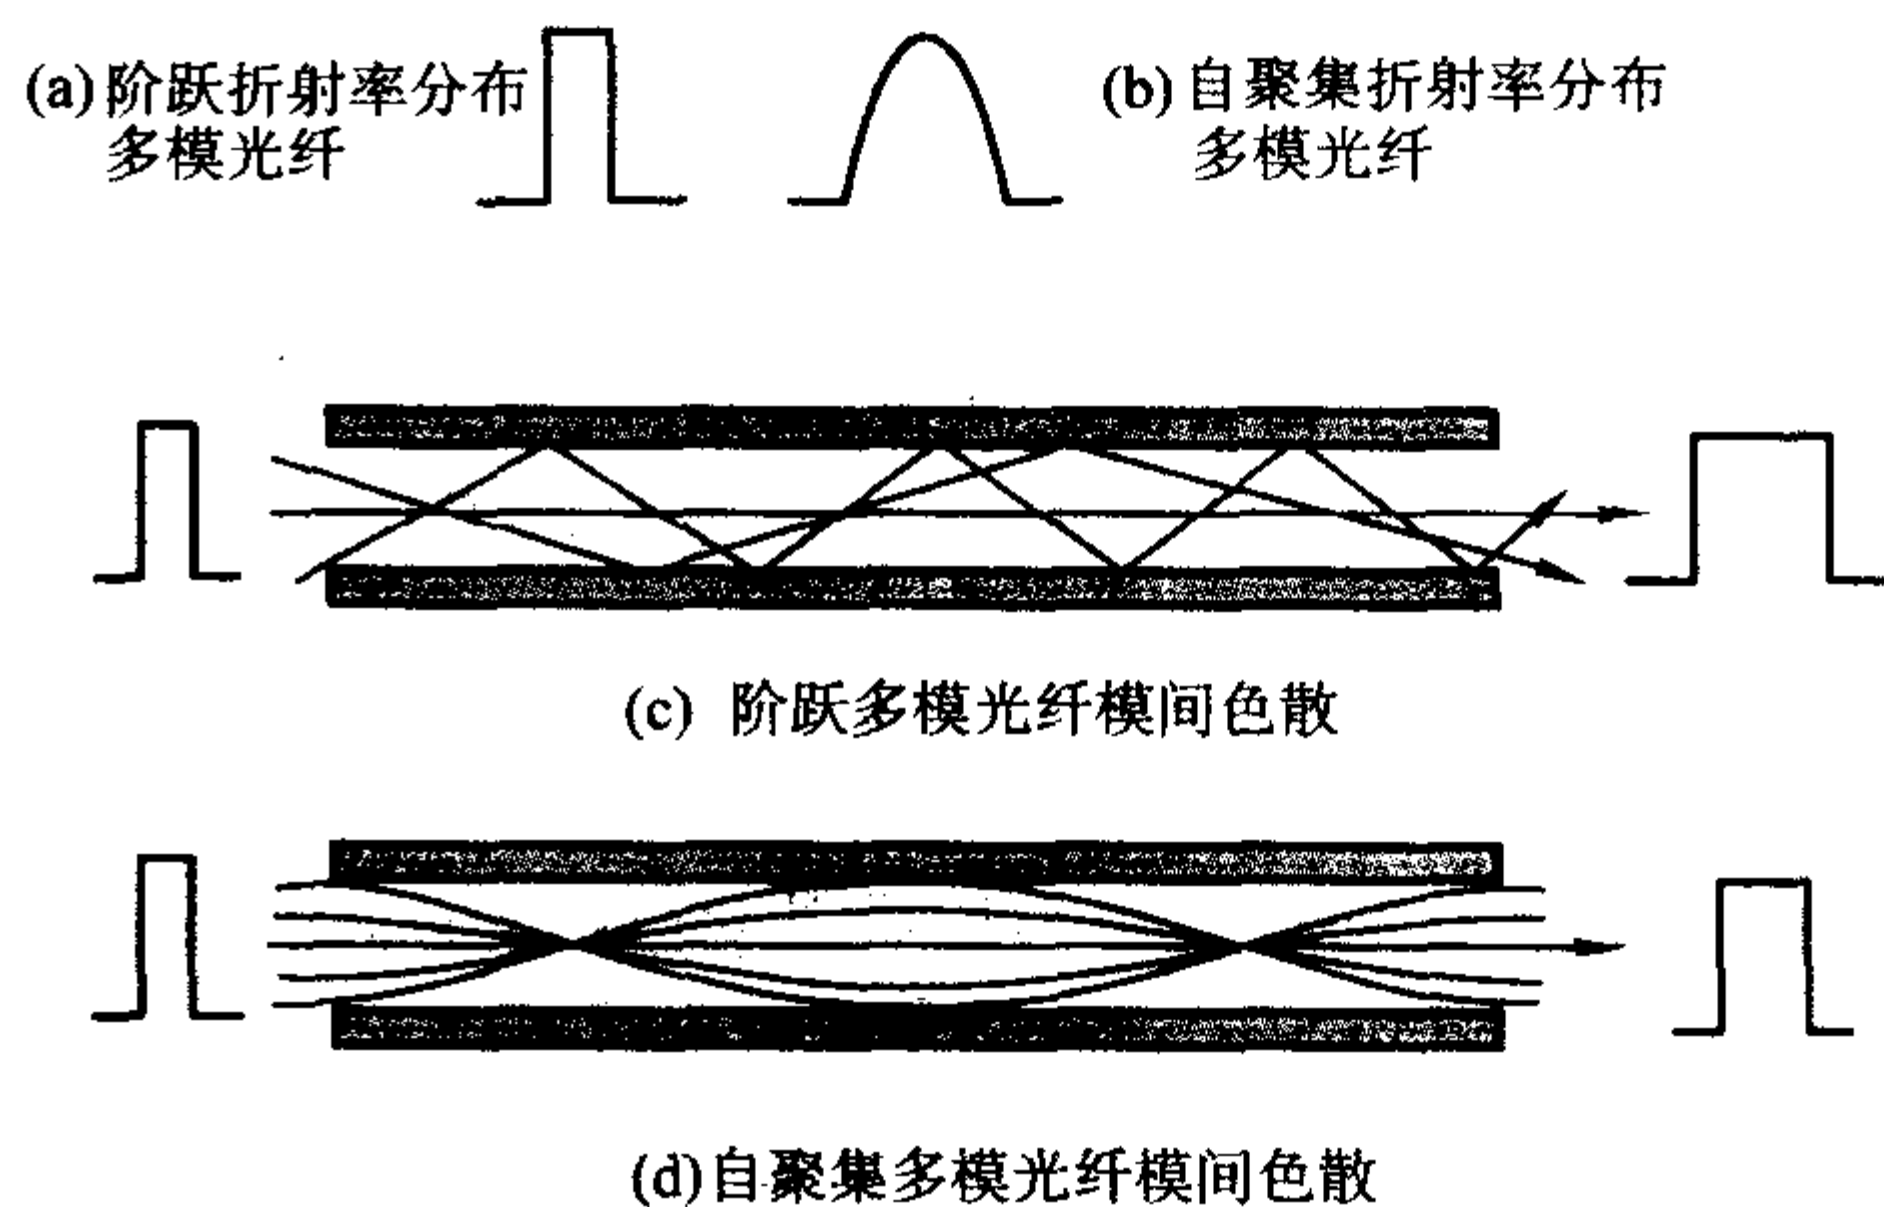 (a)阶跃折射率分布
多模光纤
(b)自聚集折射率分布
多模光纤
(c) 阶跃多模光纤模间色散
(d)自聚集多模光纤模间色散